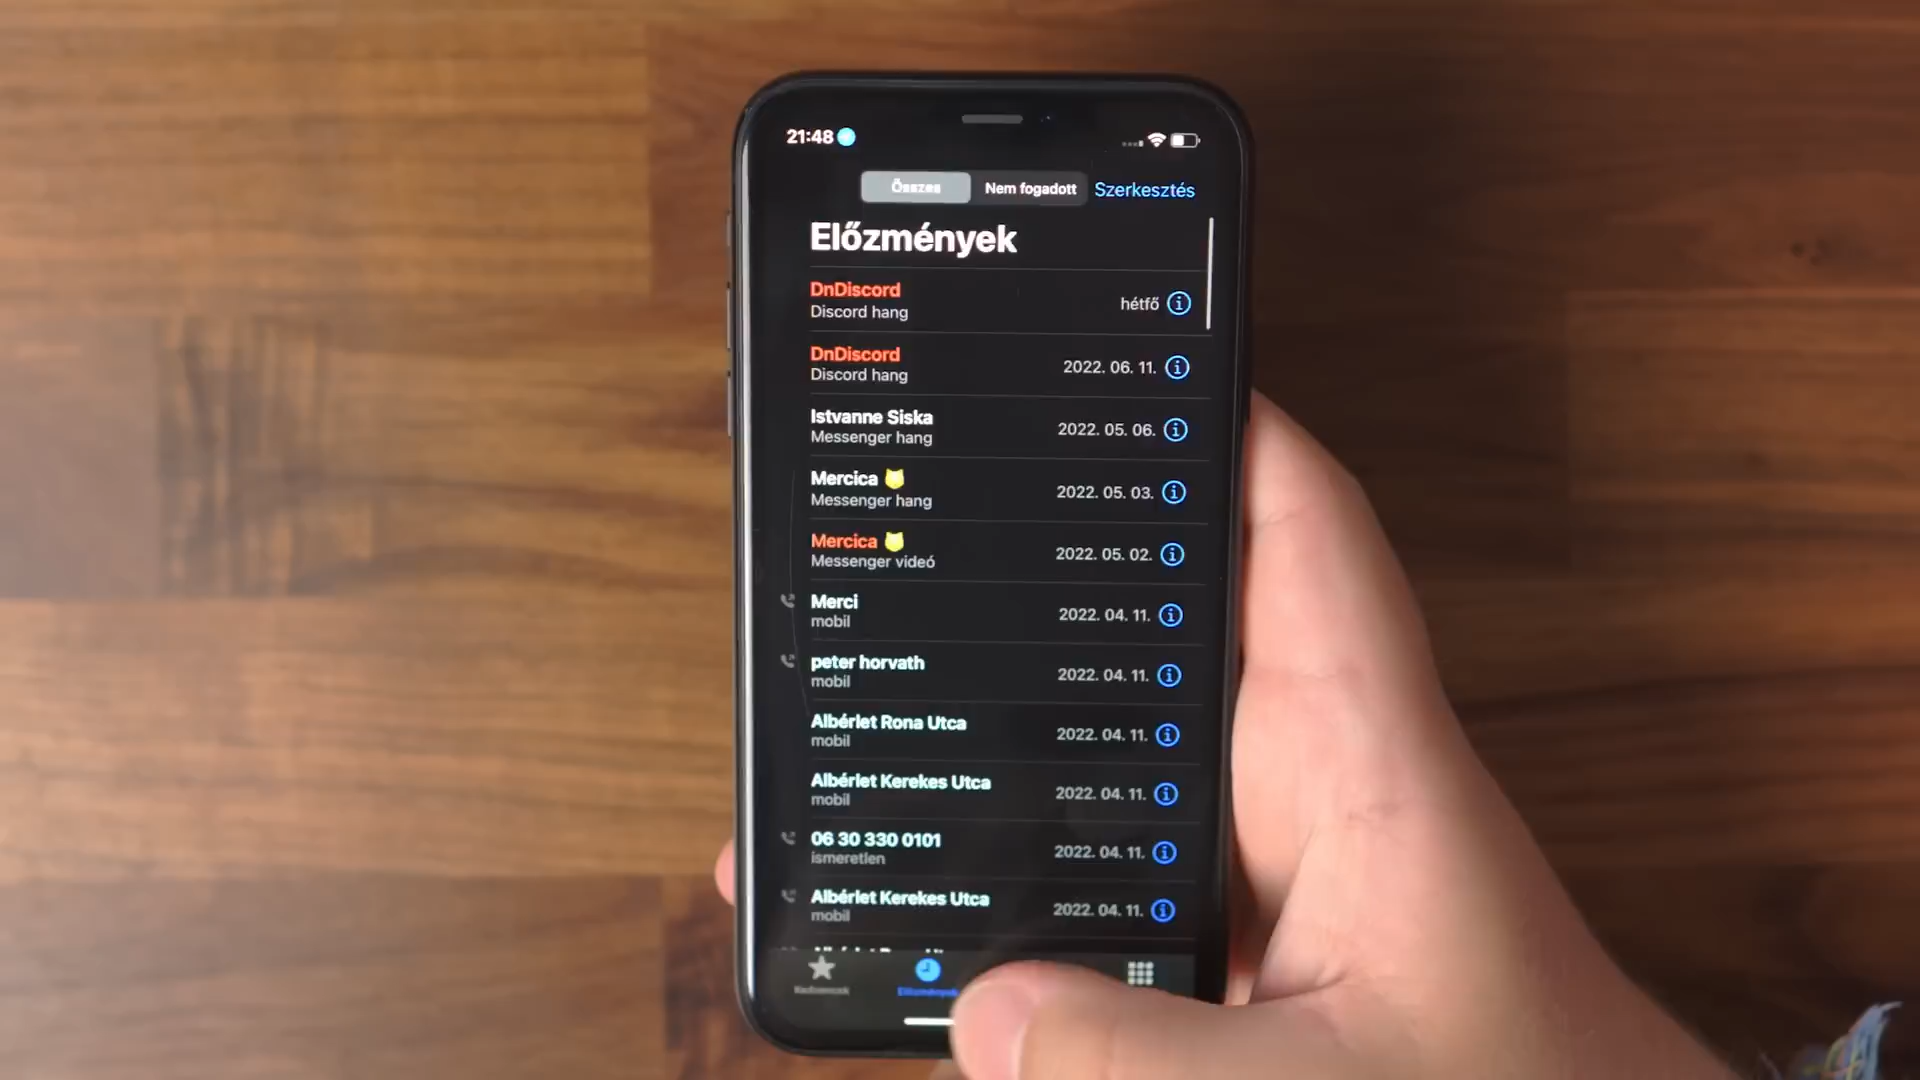 21:48
Összes
Nem fogadott
Szerkesztés
Előzmények
DnDiscord
Discord hang
hétfő
DnDiscord
Discord hang
2022. 06. 11.
Istvanne Siska
Messenger hang
2022. 05. 06.
Mercica
Messenger hang
2022. 05. 03.
Mercica
Messenger videó
2022. 05. 02.
Merci
mobil
2022. 04. 11.
peter horvath
mobil
2022. 04. 11.
Albérlet Rona Utca
mobil
2022. 04. 11.
Albérlet Kerekes Utca
mobil
2022. 04. 11.
06 30 330 0101
ismeretlen
2022. 04. 11.
Albérlet Kerekes Utca
mobil
2022. 04. 11.
Előzmények